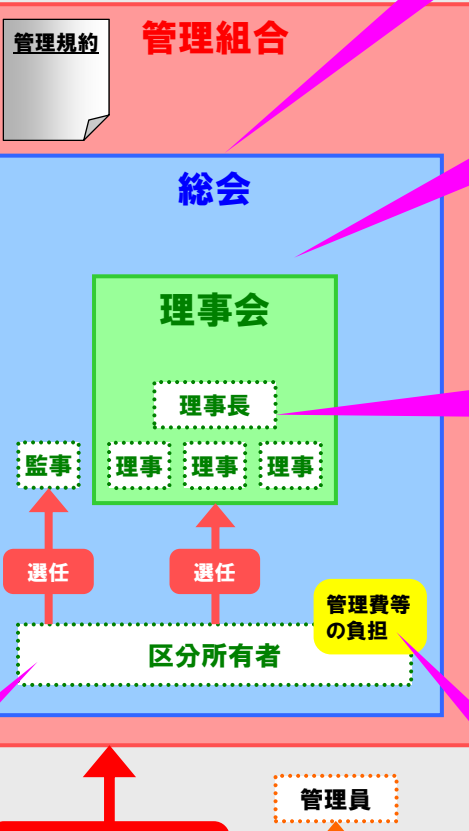 管理規約
管理組合
総会
理事会
理事長
監事
理事
理事
理事
選任
選任
管理費等
の負担
区分所有者
管理員